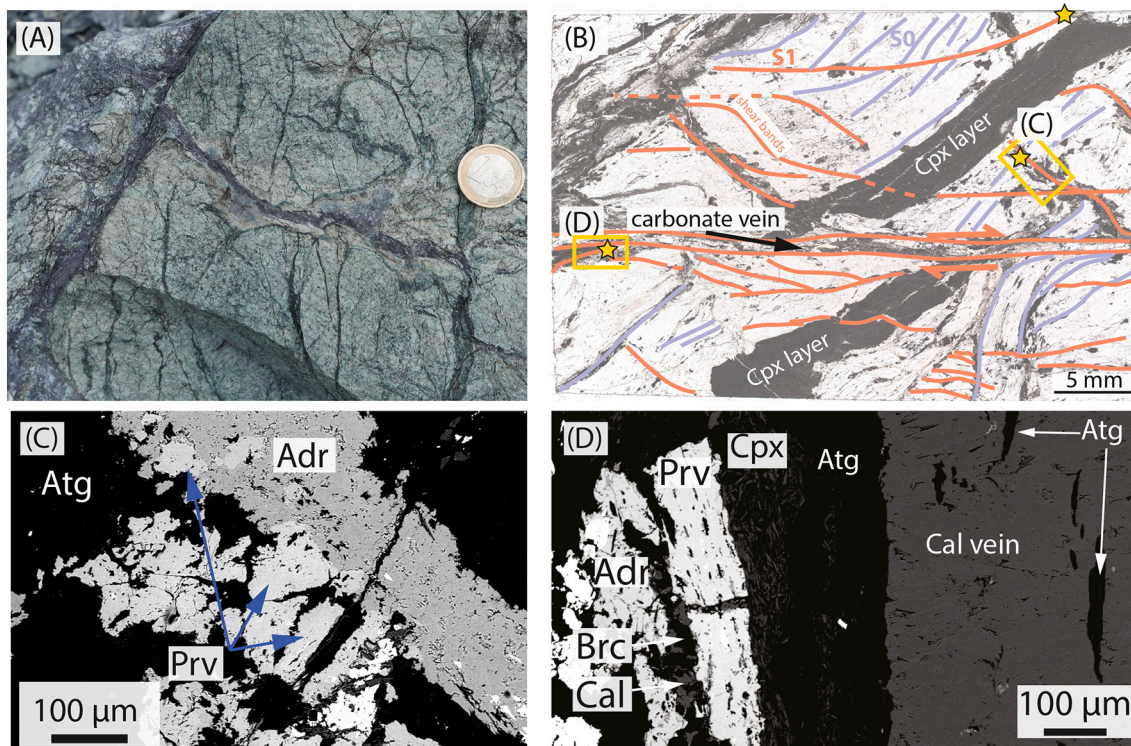 (A)
(B)
S1
S0
shear bands
Cpx layer
(C)
(D)
carbonate vein
Cpx layer
5 mm
(C)
Atg
Adr
Prv
100 µm
(D)
Prv
Cpx
Atg
Atg
Cal vein
Adr
Brc
Cal
100 µm